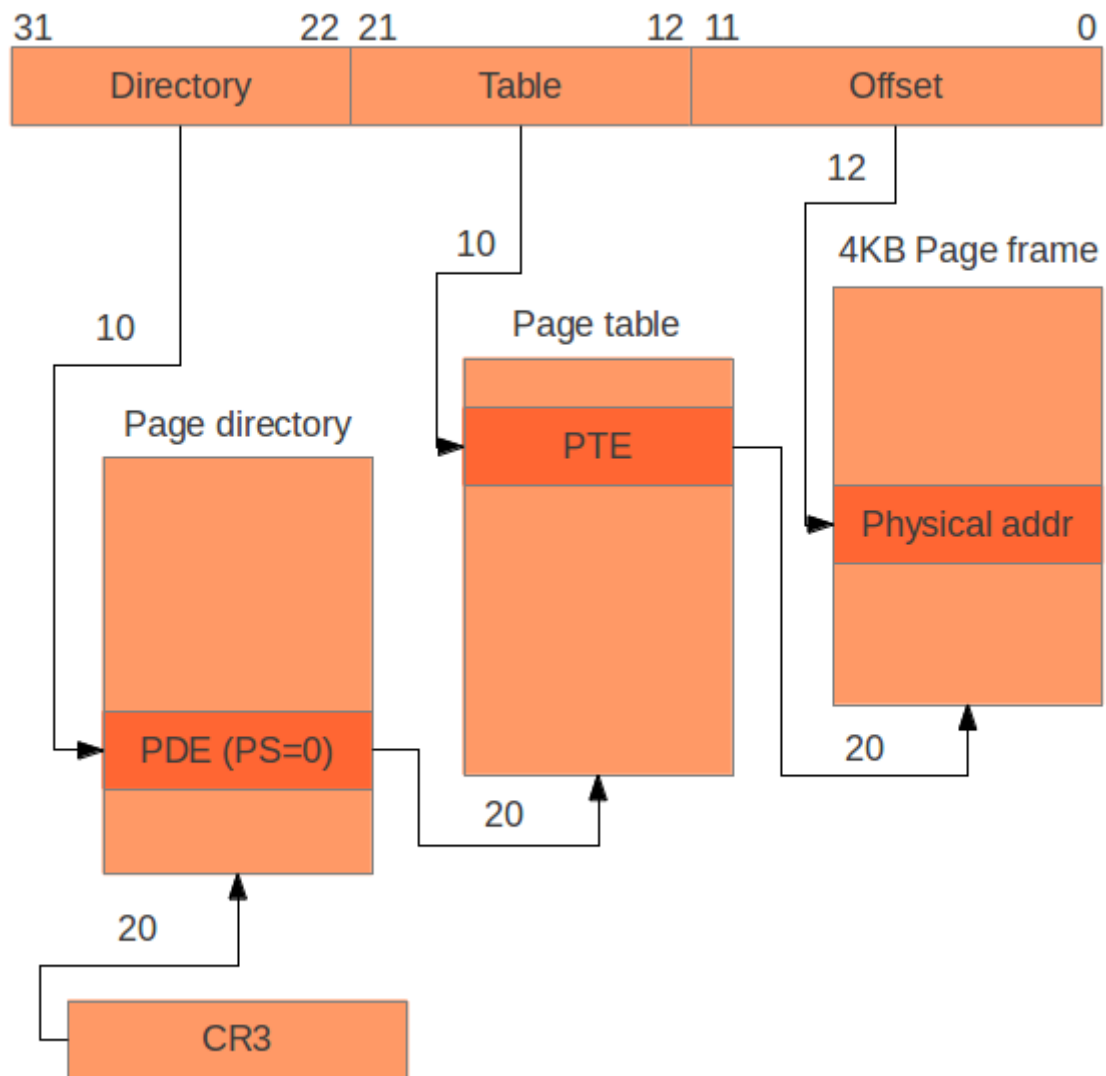 31 22 21 12 11 0
Directory Table Offset
12
10
4KB Page frame
10
Page table
Page directory
PTE
Physical addr
PDE (PS=0)
20
20
20
CR3